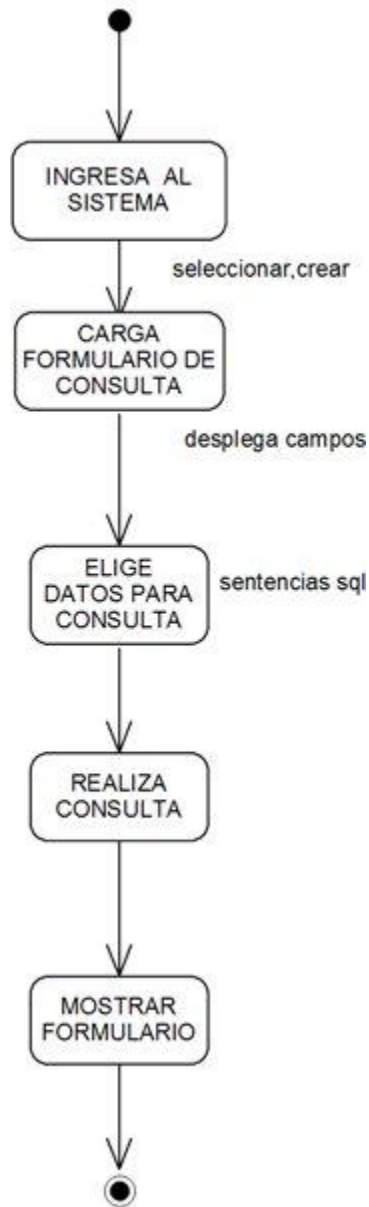 INGRESA AL
SISTEMA
seleccionar,crear
CARGA
FORMULARIO DE
CONSULTA
desplega campos
ELIGE
DATOS PARA
CONSULTA
sentencias sql
REALIZA
CONSULTA
MOSTRAR
FORMULARIO